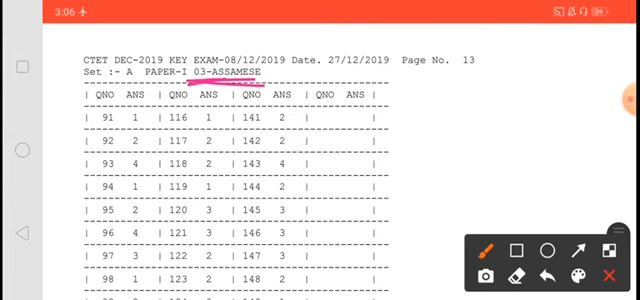 3:06
CTET DEC-2019 KEY EXAM-08/12/2019 Date. 27/12/2019 Page No. 13
Set :- A PAPER-I 03-ASSAMESE
| QNO ANS | QNO ANS | QNO ANS | QNO ANS |
| 91 1 | 116 1 | 141 2 | |
| 92 2 | 117 2 | 142 2 | |
| 93 4 | 118 2 | 143 4 | |
| 94 1 | 119 1 | 144 2 | |
| 95 2 | 120 3 | 145 3 | |
| 96 4 | 121 3 | 146 3 | |
| 97 3 | 122 2 | 147 3 | |
| 98 1 | 123 2 | 148 2 | |